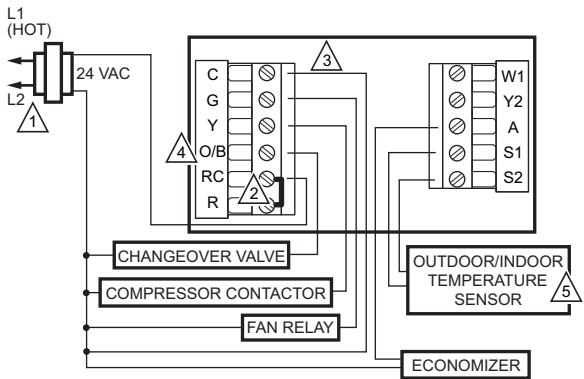 L1
(HOT)
24 VAC
L2
1
3
C
G
Y
4
O/B
RC
2
R
W1
Y2
A
S1
S2
CHANGEOVER VALVE
COMPRESSOR CONTACTOR
FAN RELAY
OUTDOOR/INDOOR
TEMPERATURE
SENSOR
5
ECONOMIZER